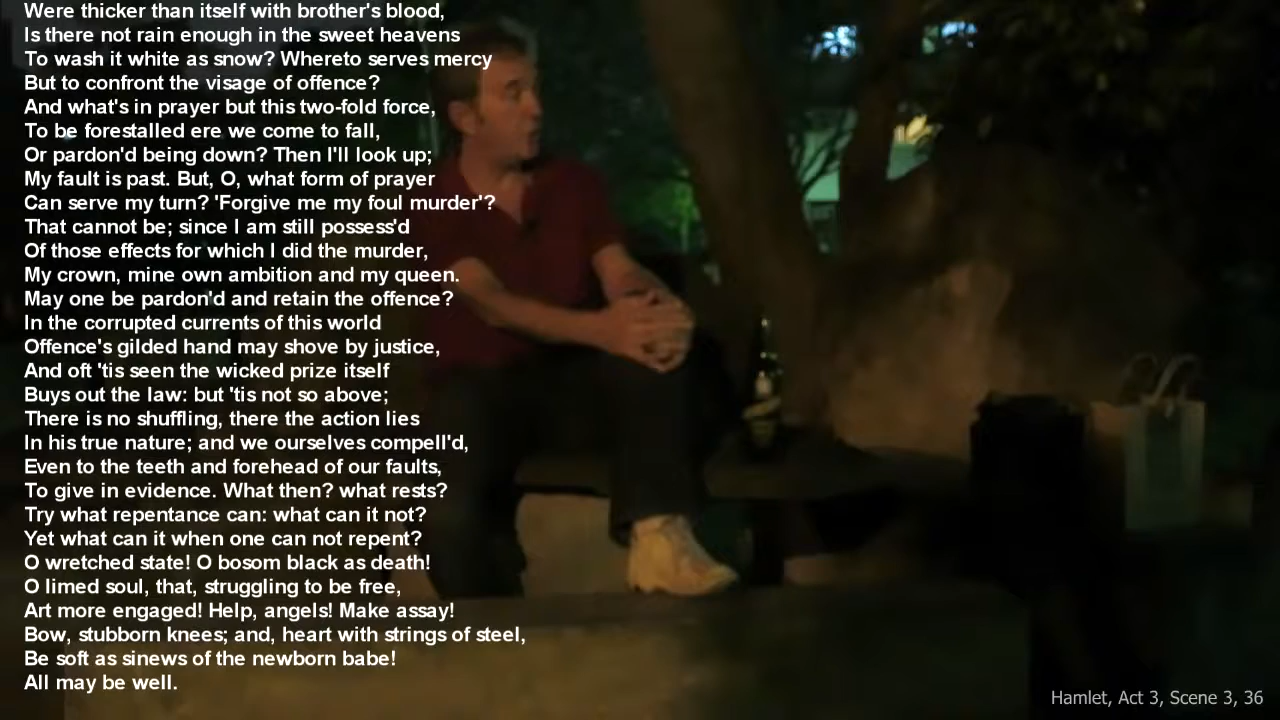 Were thicker than itself with brother's blood,
Is there not rain enough in the sweet heavens
To wash it white as snow? Whereto serves mercy
But to confront the visage of offence?
And what's in prayer but this two-fold force,
To be forestalled ere we come to fall,
Or pardon'd being down? Then I'll look up;
My fault is past. But, O, what form of prayer
Can serve my turn? 'Forgive me my foul murder'?
That cannot be; since I am still possess'd
Of those effects for which I did the murder,
My crown, mine own ambition and my queen.
May one be pardon'd and retain the offence?
In the corrupted currents of this world
Offence's gilded hand may shove by justice,
And oft 'tis seen the wicked prize itself
Buys out the law: but 'tis not so above;
There is no shuffling, there the action lies
In his true nature; and we ourselves compell'd,
Even to the teeth and forehead of our faults,
To give in evidence. What then? what rests?
Try what repentance can: what can it not?
Yet what can it when one can not repent?
O wretched state! O bosom black as death!
O limed soul, that, struggling to be free,
Art more engaged! Help, angels! Make assay!
Bow, stubborn knees; and, heart with strings of steel,
Be soft as sinews of the newborn babe!
All may be well.
Hamlet, Act 3, Scene 3, 36